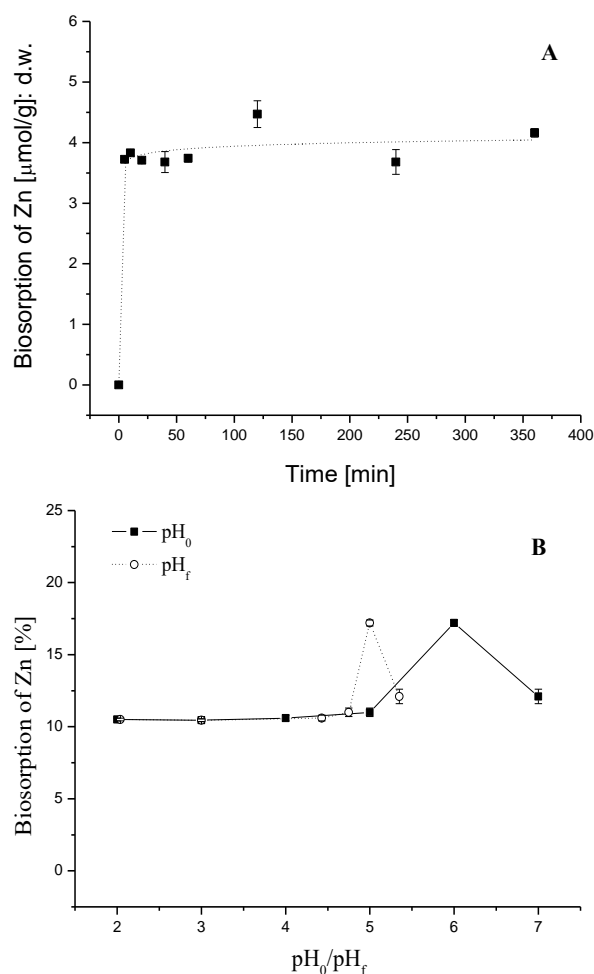 A
6
5
4
3
2
1
0
Biosorption of Zn [μmol/g]: d.w.
0 50 100 150 200 250 300 350 400
Time [min]
B
pH₀
pH_f
25
20
15
10
5
0
Biosorption of Zn [%]
2 3 4 5 6 7
pH₀/pH_f